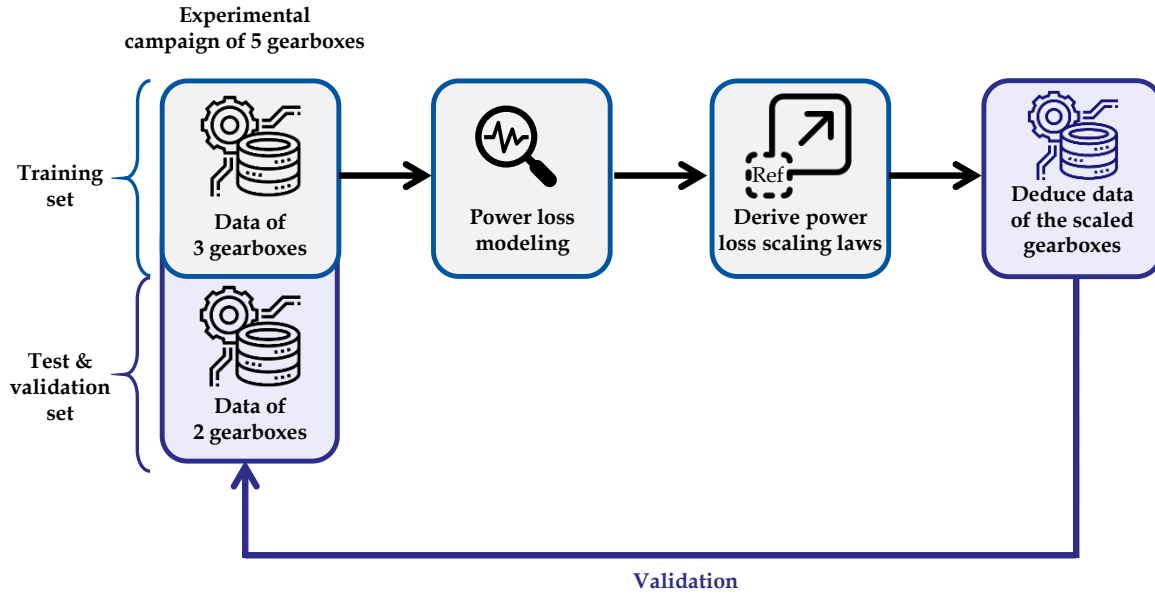 Experimental
campaign of 5 gearboxes
Training
set
Data of
3 gearboxes
Power loss
modeling
Ref
Derive power
loss scaling laws
Deduce data
of the scaled
gearboxes
Test &
validation
set
Data of
2 gearboxes
Validation